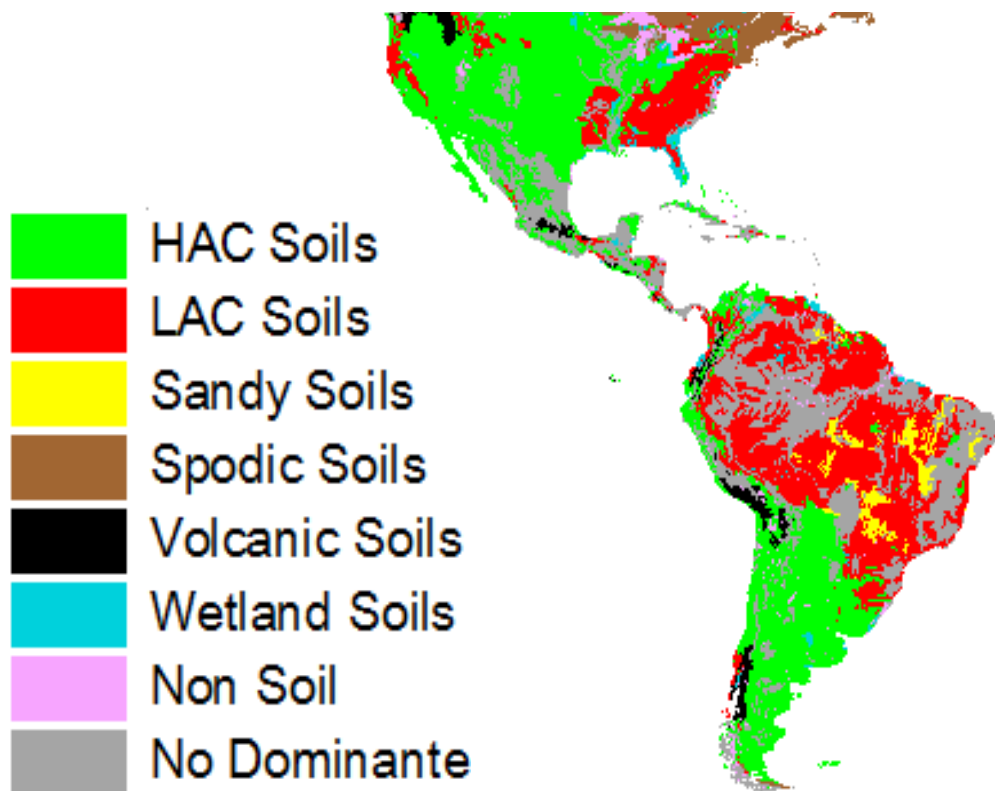 HAC Soils
LAC Soils
Sandy Soils
Spodic Soils
Volcanic Soils
Wetland Soils
Non Soil
No Dominante